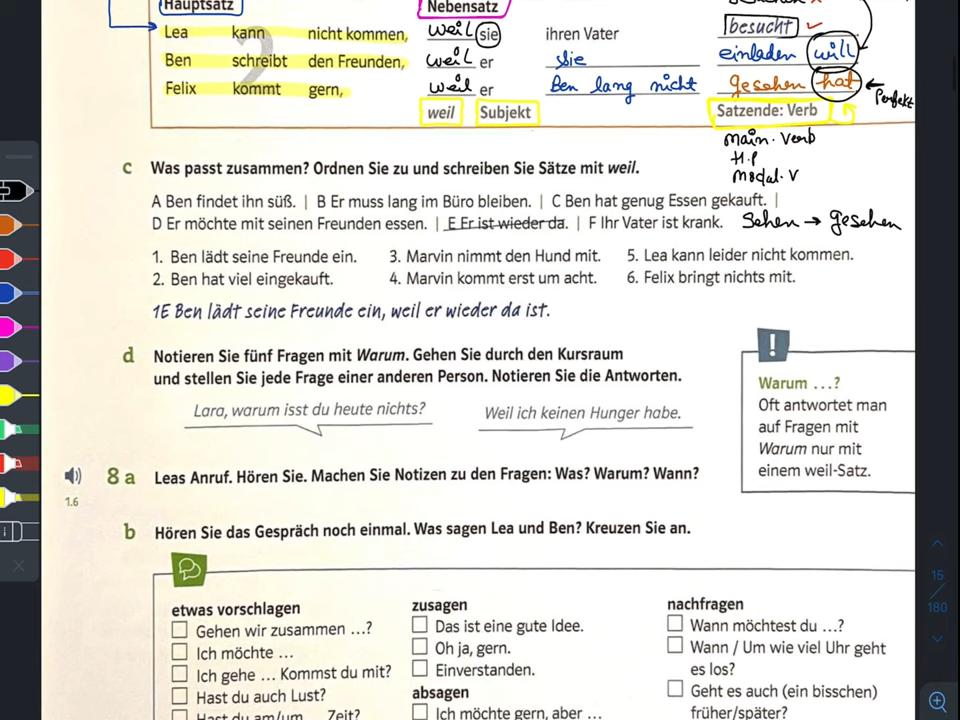 Hauptsatz
Nebensatz
Lea kann nicht kommen, weil sie ihren Vater besucht
Ben schreibt den Freunden, weil er sie einladen will
Felix kommt gern, weil er Ben lang nicht gesehen hat ← Perfekt
weil Subjekt Satzende: Verb
main. Verb
H.P
modal. V
c Was passt zusammen? Ordnen Sie zu und schreiben Sie Sätze mit weil.
A Ben findet ihn süß. | B Er muss lang im Büro bleiben. | C Ben hat genug Essen gekauft. |
D Er möchte mit seinen Freunden essen. | E Er ist wieder da. | F Ihr Vater ist krank.
Sehen → gesehen
1. Ben lädt seine Freunde ein. 3. Marvin nimmt den Hund mit. 5. Lea kann leider nicht kommen.
2. Ben hat viel eingekauft. 4. Marvin kommt erst um acht. 6. Felix bringt nichts mit.
1E Ben lädt seine Freunde ein, weil er wieder da ist.
d Notieren Sie fünf Fragen mit Warum. Gehen Sie durch den Kursraum
und stellen Sie jede Frage einer anderen Person. Notieren Sie die Antworten.
Lara, warum isst du heute nichts?
Weil ich keinen Hunger habe.
!
Warum ...?
Oft antwortet man
auf Fragen mit
Warum nur mit
einem weil-Satz.
1.6
8 a Leas Anruf. Hören Sie. Machen Sie Notizen zu den Fragen: Was? Warum? Wann?
b Hören Sie das Gespräch noch einmal. Was sagen Lea und Ben? Kreuzen Sie an.
etwas vorschlagen
Gehen wir zusammen ...?
Ich möchte ...
Ich gehe ... Kommst du mit?
Hast du auch Lust?
Hast du am/um ... Zeit?
zusagen
Das ist eine gute Idee.
Oh ja, gern.
Einverstanden.
absagen
Ich möchte gern, aber ...
nachfragen
Wann möchtest du ...?
Wann / Um wie viel Uhr geht
es los?
Geht es auch (ein bisschen)
früher/später?
15
/
180